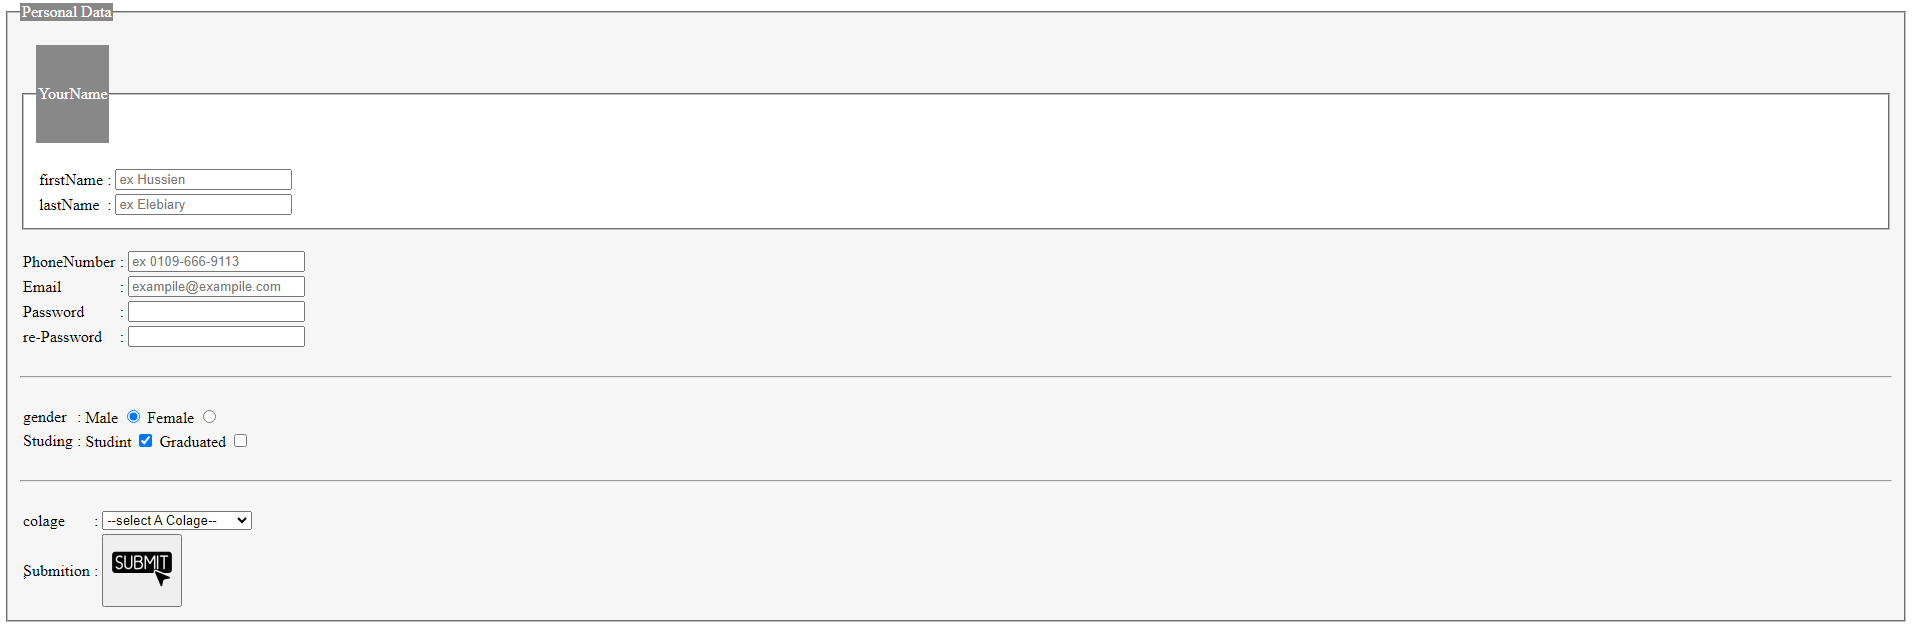 Personal Data
YourName
firstName : ex Hussien
lastName : ex Elebiary
PhoneNumber : ex 0109-666-9113
Email : exampile@exampile.com
Password :
re-Password :
gender : Male Female
Studing : Studint Graduated
colage : --select A Colage--
Submition : SUBMIT